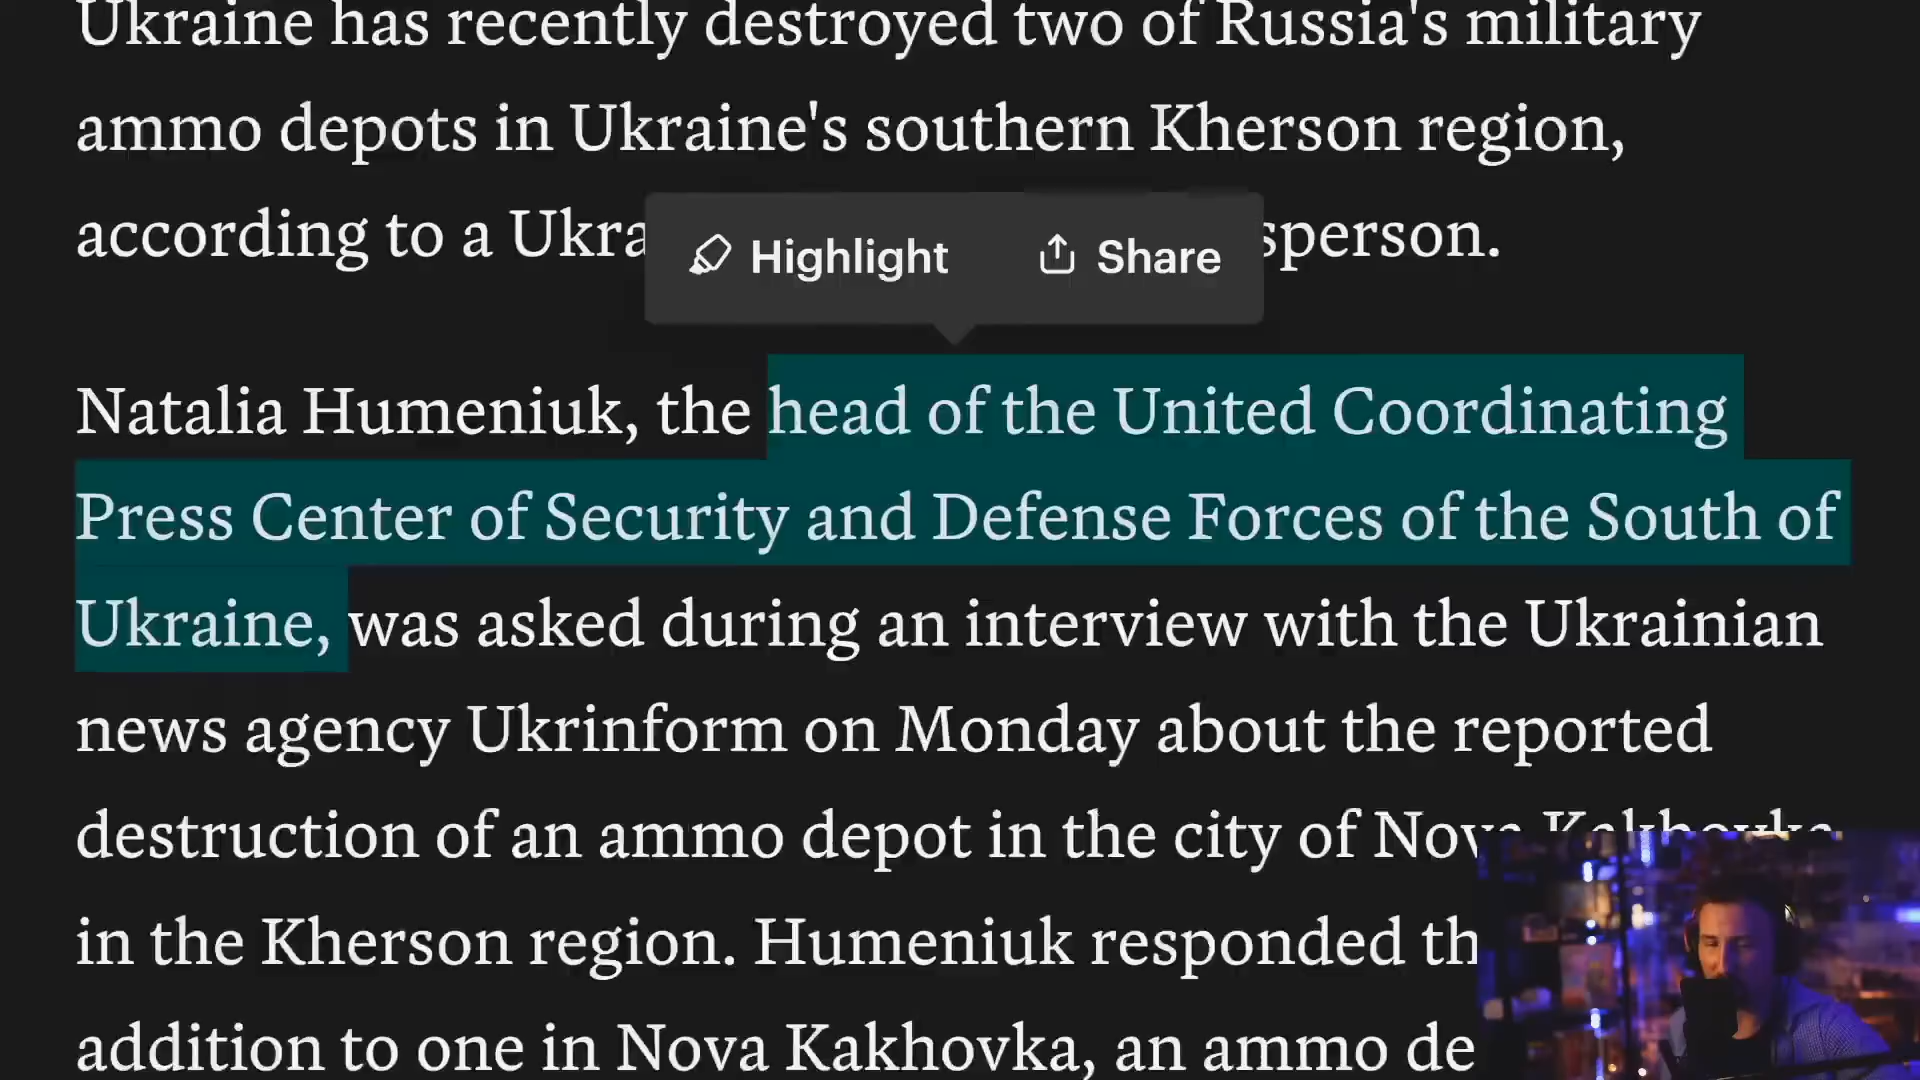 Ukraine has recently destroyed two of Russia's military
ammo depots in Ukraine's southern Kherson region,
according to a
Highlight
Share
Natalia Humeniuk, the head of the United Coordinating
Press Center of Security and Defense Forces of the South of
Ukraine, was asked during an interview with the Ukrainian
news agency Ukrinform on Monday about the reported
destruction of an ammo depot in the city of Nova Kakhovka
in the Kherson region. Humeniuk responded
addition to one in Nova Kakhovka, an ammo